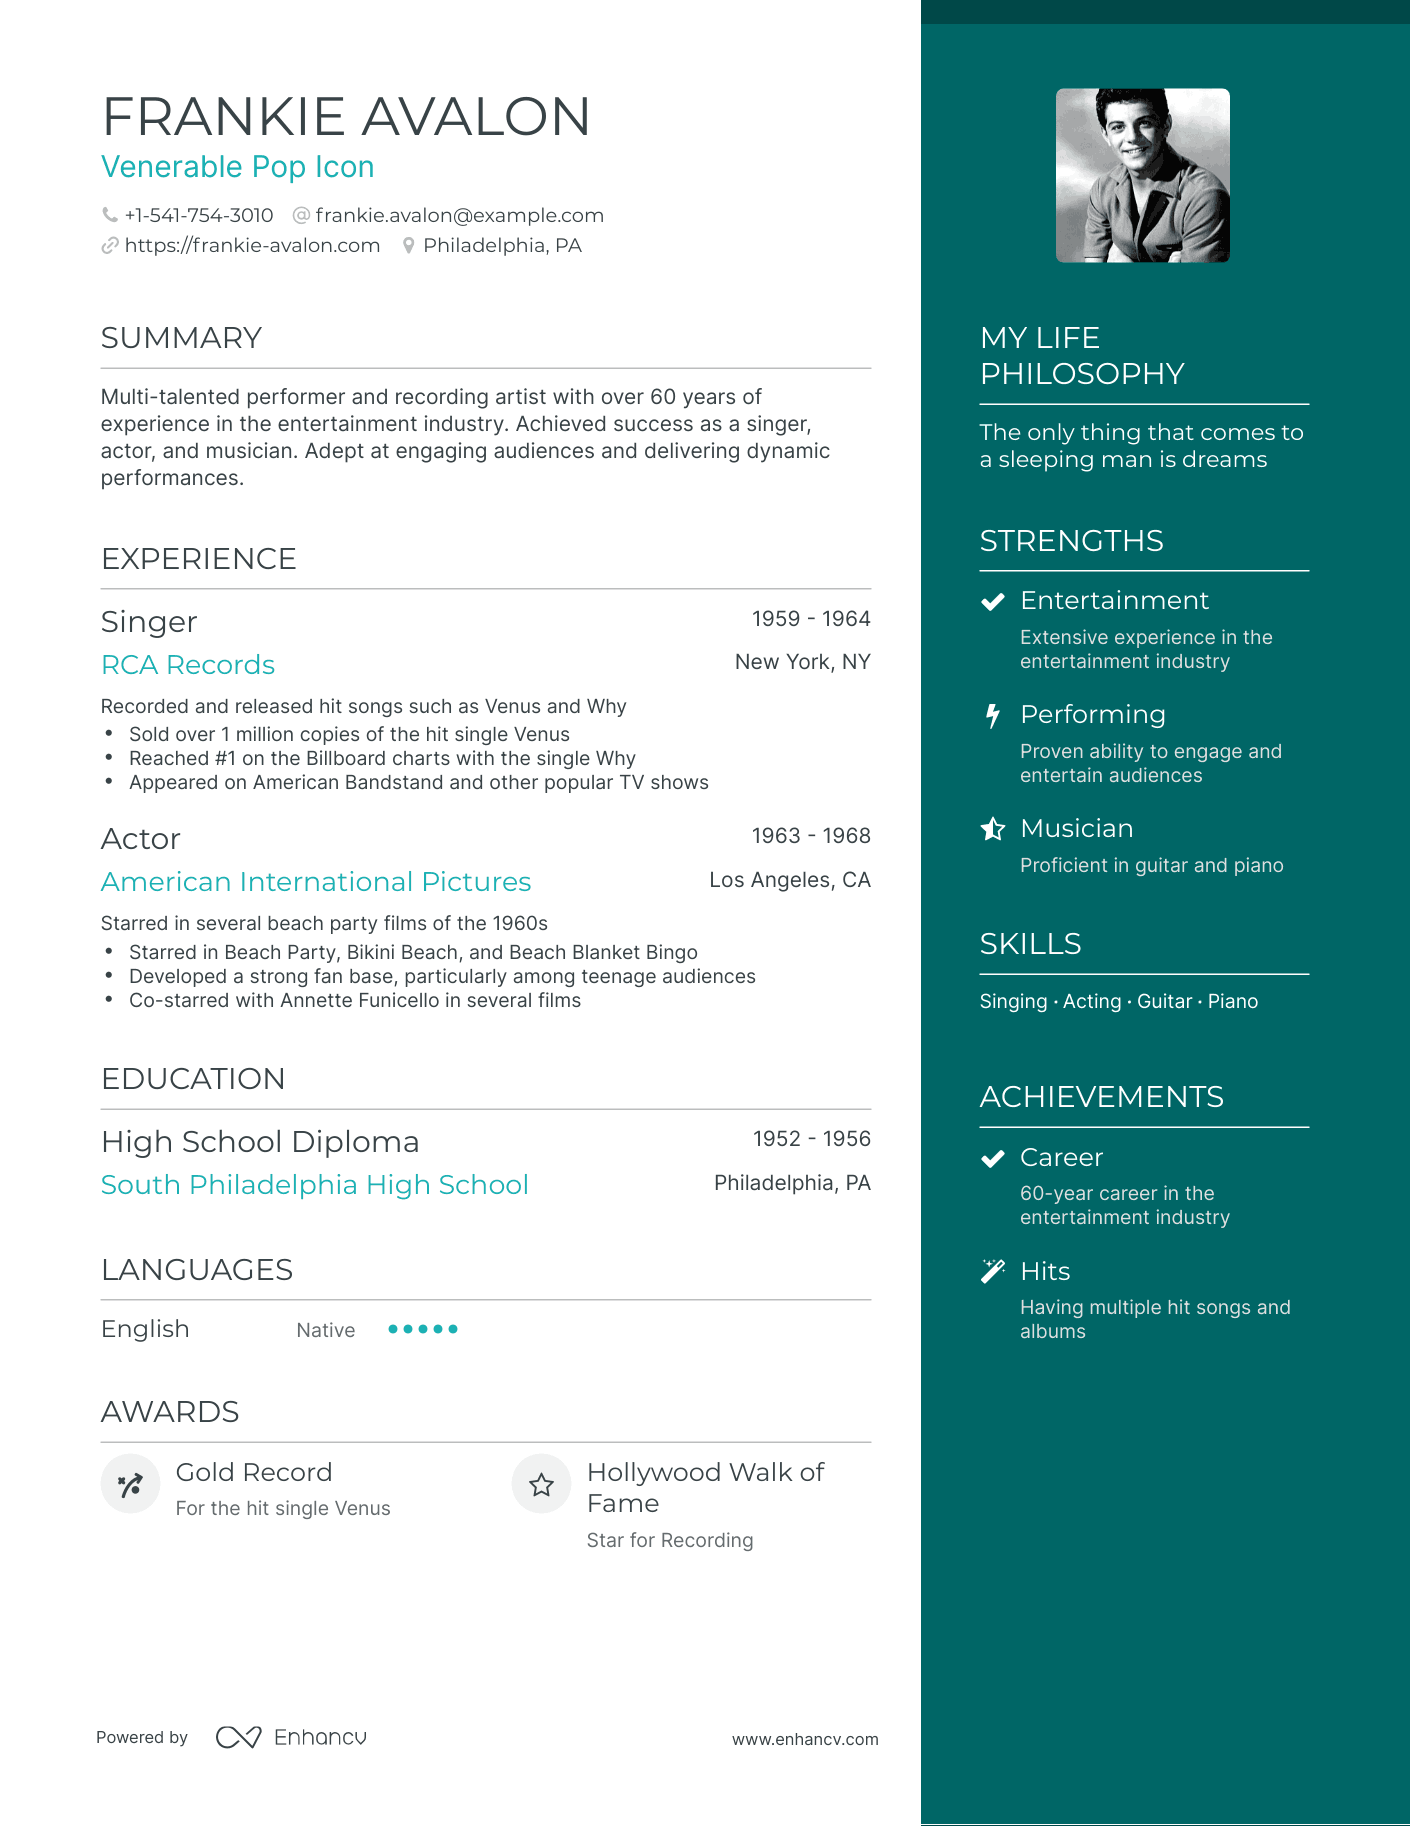 FRANKIE AVALON
Venerable Pop Icon
+1-541-754-3010 frankie.avalon@example.com
https://frankie-avalon.com Philadelphia, PA
SUMMARY
Multi-talented performer and recording artist with over 60 years of
experience in the entertainment industry. Achieved success as a singer,
actor, and musician. Adept at engaging audiences and delivering dynamic
performances.
EXPERIENCE
Singer 1959 - 1964
RCA Records New York, NY
Recorded and released hit songs such as Venus and Why
• Sold over 1 million copies of the hit single Venus
• Reached #1 on the Billboard charts with the single Why
• Appeared on American Bandstand and other popular TV shows
Actor 1963 - 1968
American International Pictures Los Angeles, CA
Starred in several beach party films of the 1960s
• Starred in Beach Party, Bikini Beach, and Beach Blanket Bingo
• Developed a strong fan base, particularly among teenage audiences
• Co-starred with Annette Funicello in several films
EDUCATION
High School Diploma 1952 - 1956
South Philadelphia High School Philadelphia, PA
LANGUAGES
English Native
AWARDS
Gold Record
For the hit single Venus
Hollywood Walk of
Fame
Star for Recording
Powered by Enhancv www.enhancv.com
MY LIFE
PHILOSOPHY
The only thing that comes to
a sleeping man is dreams
STRENGTHS
Entertainment
Extensive experience in the
entertainment industry
Performing
Proven ability to engage and
entertain audiences
Musician
Proficient in guitar and piano
SKILLS
Singing · Acting · Guitar · Piano
ACHIEVEMENTS
Career
60-year career in the
entertainment industry
Hits
Having multiple hit songs and
albums